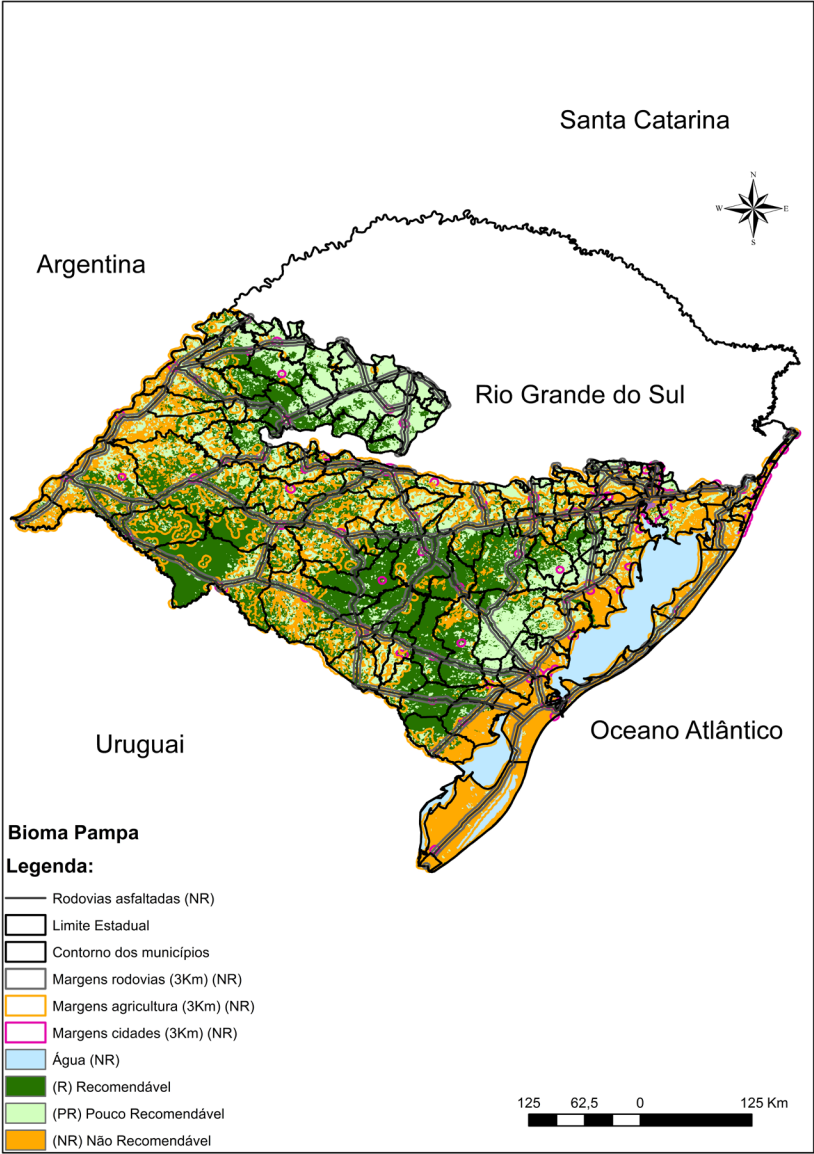 Santa Catarina
N
W
E
S
Argentina
Rio Grande do Sul
Oceano Atlântico
Uruguai
Bioma Pampa
Legenda:
Rodovias asfaltadas (NR)
Limite Estadual
Contorno dos municípios
Margens rodovias (3Km) (NR)
Margens agricultura (3Km) (NR)
Margens cidades (3Km) (NR)
Água (NR)
(R) Recomendável
(PR) Pouco Recomendável
(NR) Não Recomendável
125 62,5 0 125 Km